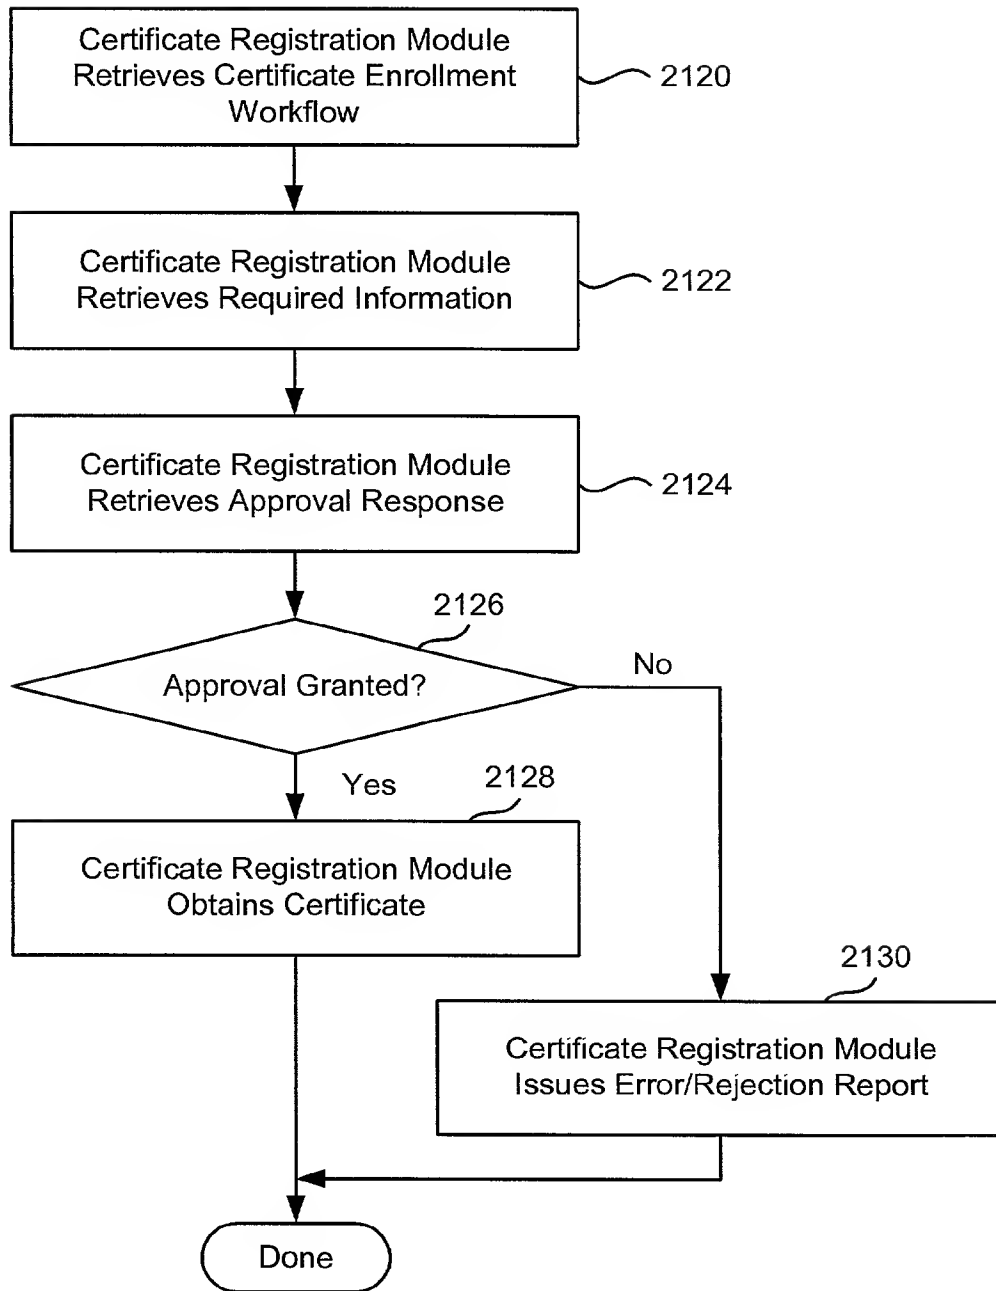 Certificate Registration Module
Retrieves Certificate Enrollment
Workflow
2120
Certificate Registration Module
Retrieves Required Information
2122
Certificate Registration Module
Retrieves Approval Response
2124
2126
Approval Granted?
No
Yes
2128
Certificate Registration Module
Obtains Certificate
2130
Certificate Registration Module
Issues Error/Rejection Report
Done